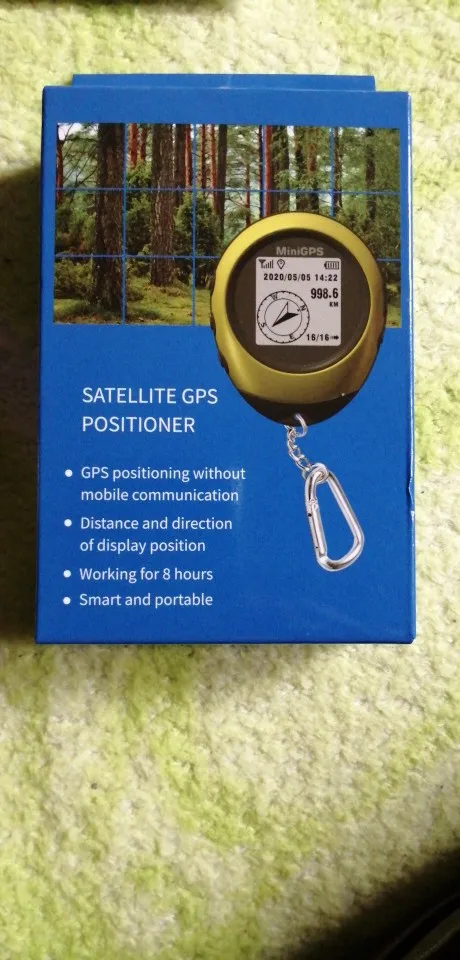 MiniGPS
2020/05/05 14:22
998.6
KM
W
N
S
E
16/16
SATELLITE GPS
POSITIONER
• GPS positioning without
mobile communication
• Distance and direction
of display position
• Working for 8 hours
• Smart and portable